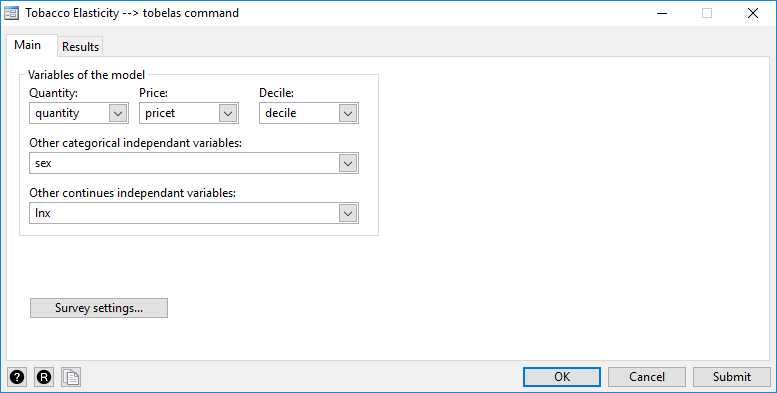 Tobacco Elasticity --> tobelas command
Main Results
Variables of the model
Quantity: Price: Decile:
quantity pricet decile
Other categorical independant variables:
sex
Other continues independant variables:
lnx
Survey settings...
? R OK Cancel Submit